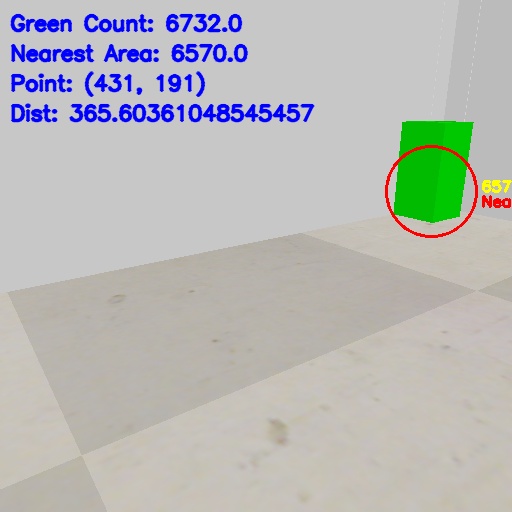 Green Count: 6732.0
Nearest Area: 6570.0
Point: (431, 191)
Dist: 365.60361048545457
657
Nea